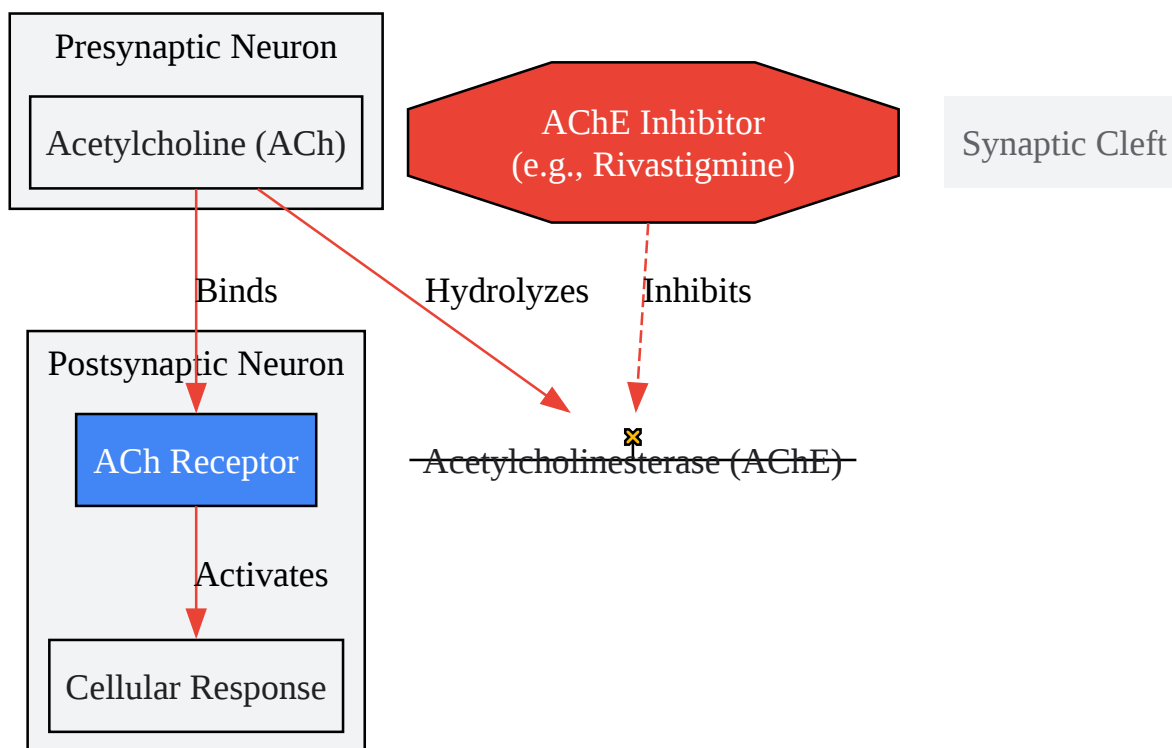 Presynaptic Neuron
Acetylcholine (ACh)
AChE Inhibitor
(e.g., Rivastigmine)
Synaptic Cleft
Binds
Hydrolyzes
Inhibits
Postsynaptic Neuron
ACh Receptor
Acetylcholinesterase (AChE)
Activates
Cellular Response